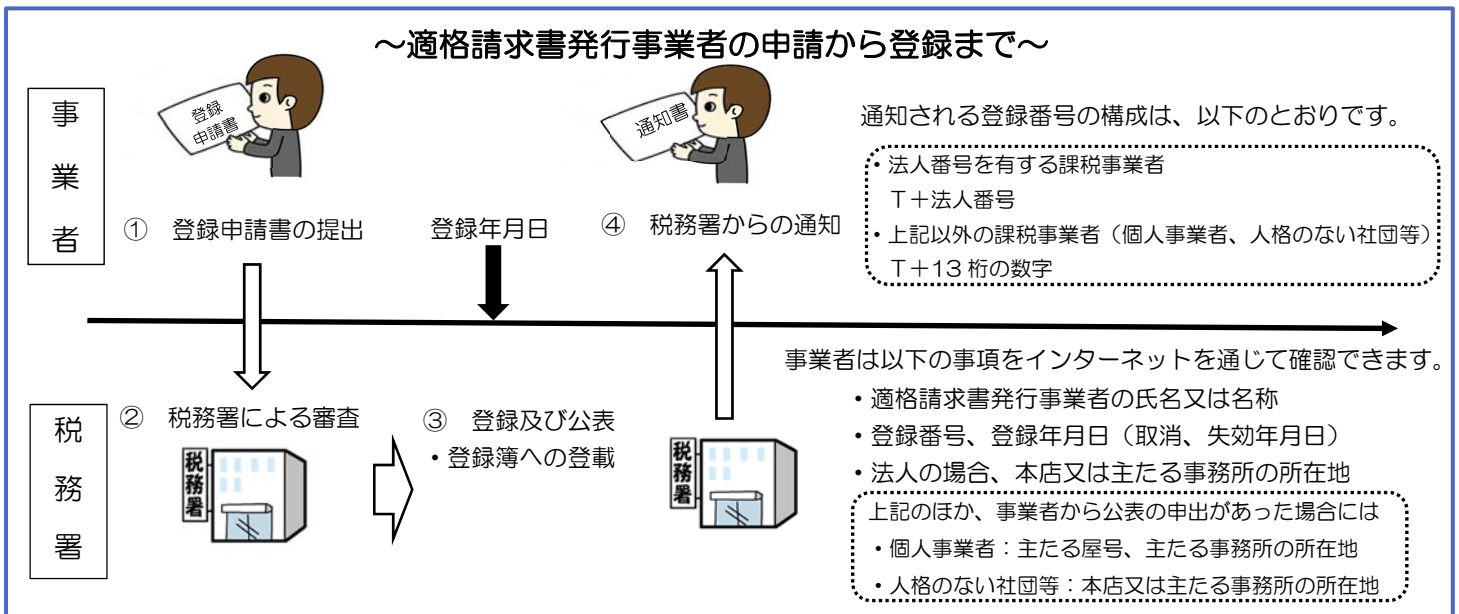 ～適格請求書発行事業者の申請から登録まで～
事業者
登録
申請書
通知書
① 登録申請書の提出
登録年月日
④ 税務署からの通知
通知される登録番号の構成は、以下のとおりです。
・法人番号を有する課税事業者
T＋法人番号
・上記以外の課税事業者（個人事業者、人格のない社団等）
T＋13 桁の数字
税務署
② 税務署による審査
税務署
③ 登録及び公表
・登録簿への登載
税務署
事業者は以下の事項をインターネットを通じて確認できます。
・適格請求書発行事業者の氏名又は名称
・登録番号、登録年月日（取消、失効年月日）
・法人の場合、本店又は主たる事務所の所在地
上記のほか、事業者から公表の申出があった場合には
・個人事業者：主たる屋号、主たる事務所の所在地
・人格のない社団等：本店又は主たる事務所の所在地